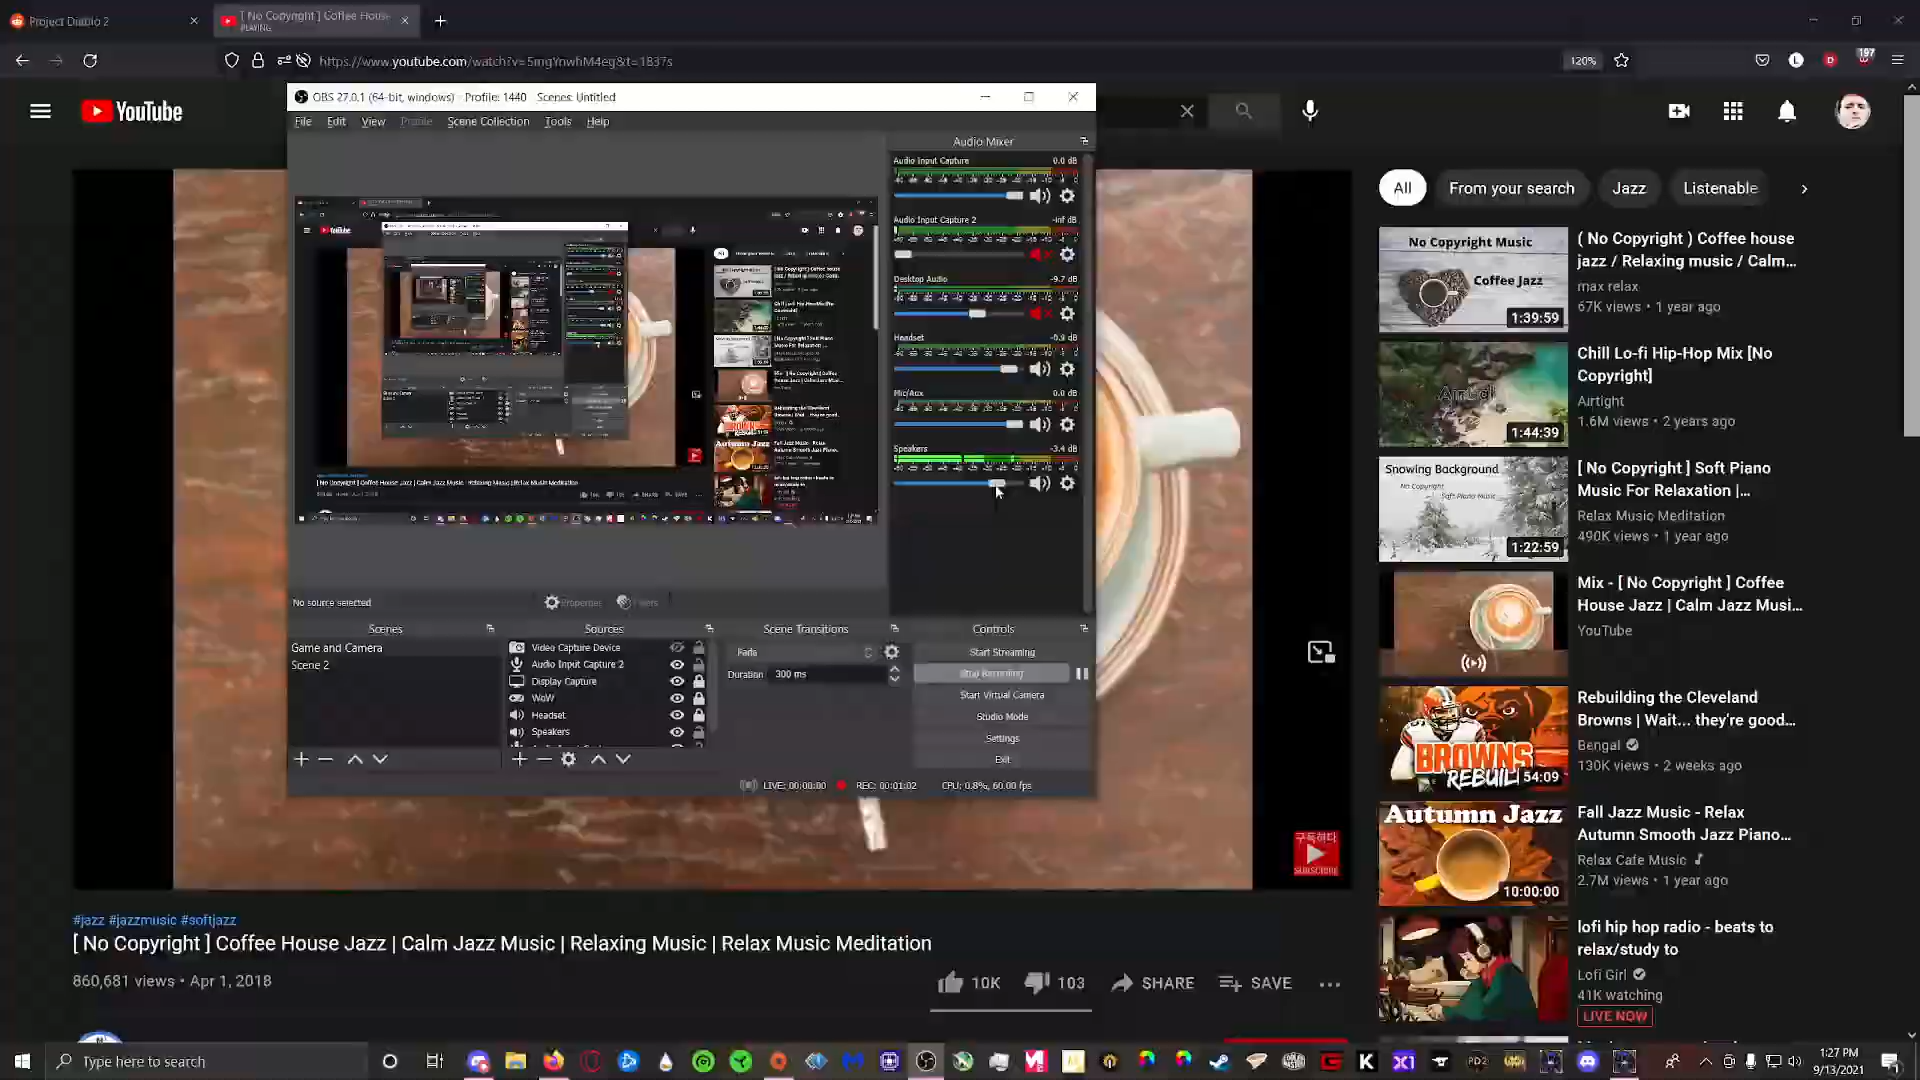 Project Diablo 2
[ No Copyright ] Coffee House
PLAYING
https://www.youtube.com/watch?v=5mgYnwhM4eg&t=1837s
120%
197
YouTube
OBS 27.0.1 (64-bit, windows) - Profile: 1440 Scenes: Untitled
File Edit View Profile Scene Collection Tools Help
Audio Mixer
Audio Input Capture 0.0 dB
Audio Input Capture 2 -inf dB
Desktop Audio -9.7 dB
Headset -0.9 dB
Mic/Aux 0.0 dB
Speakers -3.4 dB
No source selected
Properties
Filters
Scenes
Game and Camera
Scene 2
Sources
Video Capture Device
Audio Input Capture 2
Display Capture
WoW
Headset
Speakers
Scene Transitions
Fade
Duration 300 ms
Controls
Start Streaming
Stop Recording
Start Virtual Camera
Studio Mode
Settings
Exit
LIVE: 00:00:00 REC: 00:01:02 CPU: 0.8%, 60.00 fps
구독하다
SUBSCRIBE
#jazz #jazzmusic #softjazz
[ No Copyright ] Coffee House Jazz | Calm Jazz Music | Relaxing Music | Relax Music Meditation
860,681 views • Apr 1, 2018
10K 103 SHARE SAVE
All From your search Jazz Listenable
No Copyright Music
Coffee Jazz
1:39:59
( No Copyright ) Coffee house
jazz / Relaxing music / Calm...
max relax
67K views • 1 year ago
1:44:39
Chill Lo-fi Hip-Hop Mix [No
Copyright]
Airtight
1.6M views • 2 years ago
Snowing Background
No Copyright
Soft Piano Music
1:22:59
[ No Copyright ] Soft Piano
Music For Relaxation |...
Relax Music Meditation
490K views • 1 year ago
Mix - [ No Copyright ] Coffee
House Jazz | Calm Jazz Musi...
YouTube
BROWNS
REBUIL
54:09
Rebuilding the Cleveland
Browns | Wait... they're good...
Bengal
130K views • 2 weeks ago
Autumn Jazz
10:00:00
Fall Jazz Music - Relax
Autumn Smooth Jazz Piano...
Relax Cafe Music
2.7M views • 1 year ago
lofi hip hop radio - beats to
relax/study to
Lofi Girl
41K watching
LIVE NOW
Type here to search
1:27 PM
9/13/2021